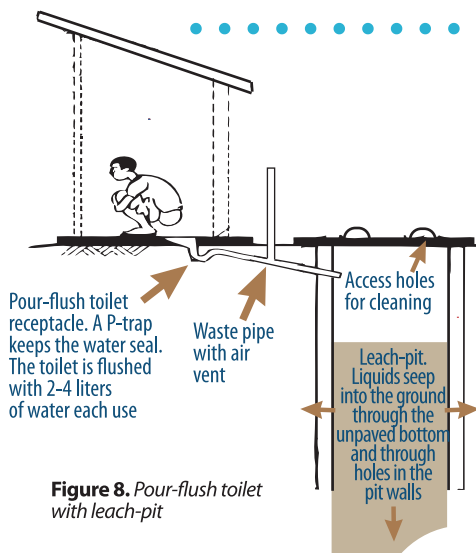 Pour-flush toilet
receptacle. A P-trap
keeps the water seal.
The toilet is flushed
with 2-4 liters
of water each use
Waste pipe
with air
vent
Access holes
for cleaning
Leach-pit.
Liquids seep
into the ground
through the
unpaved bottom
and through
holes in the
pit walls
Figure 8. Pour-flush toilet
with leach-pit